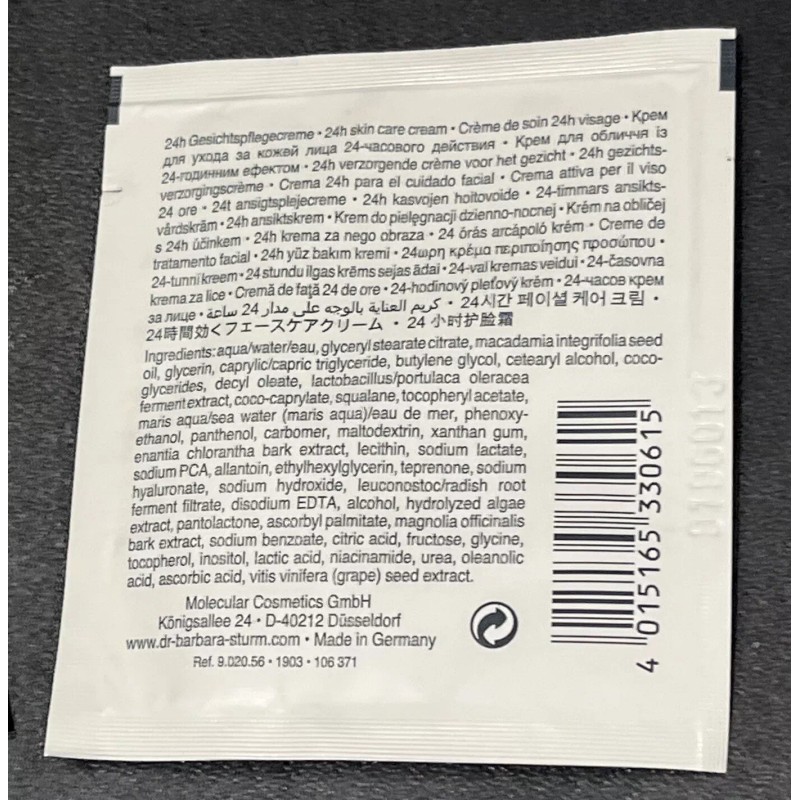 24h Gesichtspflegecreme • 24h skin care cream • Crème de soin 24h visage • Крем
для ухода за кожей лица 24-часового действия • Крем для обличчя із
24-годинним ефектом • 24h verzorgende crème voor het gezicht • 24h gezichts-
verzorgingscrème • Crema 24h para el cuidado facial • Crema attiva per il viso
24 ore • 24t ansigtsplejecreme • 24h kasvojen hoitovoide • 24-timmars ansikts-
vårdskräm • 24h ansiktskrem • Krem do pielęgnacji dzienno-nocnej • Krém na obličej
s 24h účinkem • 24h krema za nego obraza • 24 órás arcápoló krém • Creme de
tratamento facial • 24h yüz bakım kremi • 24ωρη κρέμα περιποίησης προσώπου •
24-tunni kreem • 24 stundu ilgas krēms sejas ādai • 24-val kremas veidui • 24-časovna
krema za lice • Cremă de faţă 24 de ore • 24-hodinový pleťový krém • 24-часов крем
за лице • كريم العناية بالوجه على مدار 24 ساعة • 24시간 페이셜 케어 크림 •
24時間効くフェースケアクリーム • 24 小时护脸霜
Ingredients: aqua/water/eau, glyceryl stearate citrate, macadamia integrifolia seed
oil, glycerin, caprylic/capric triglyceride, butylene glycol, cetearyl alcohol, coco-
glycerides, decyl oleate, lactobacillus/portulaca oleracea
ferment extract, coco-caprylate, squalane, tocopheryl acetate,
maris aqua/sea water (maris aqua)/eau de mer, phenoxy-
ethanol, panthenol, carbomer, maltodextrin, xanthan gum,
enantia chlorantha bark extract, lecithin, sodium lactate,
sodium PCA, allantoin, ethylhexylglycerin, teprenone, sodium
hyaluronate, sodium hydroxide, leuconostoc/radish root
ferment filtrate, disodium EDTA, alcohol, hydrolyzed algae
extract, pantolactone, ascorbyl palmitate, magnolia officinalis
bark extract, sodium benzoate, citric acid, fructose, glycine,
tocopherol, inositol, lactic acid, niacinamide, urea, oleanolic
acid, ascorbic acid, vitis vinifera (grape) seed extract.
Molecular Cosmetics GmbH
Königsallee 24 • D-40212 Düsseldorf
www.dr-barbara-sturm.com • Made in Germany
Ref. 9.020.56 • 1903 • 106 371
4 015165 330615